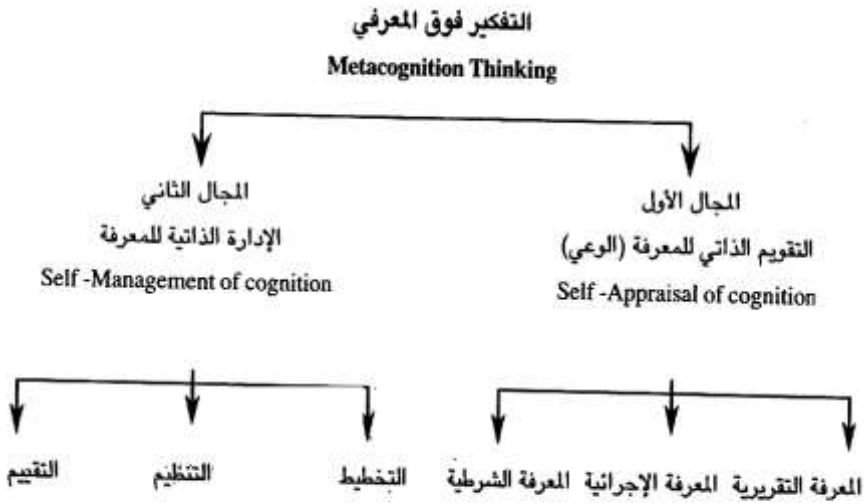 التفكير فوق المعرفي
Metacognition Thinking
المجال الأول
التقويم الذاتي للمعرفة (الوعي)
Self -Appraisal of cognition
المجال الثاني
الإدارة الذاتية للمعرفة
Self -Management of cognition
المعرفة التقريرية
المعرفة الإجرائية
المعرفة الشرطية
التخطيط
التنظيم
التقييم